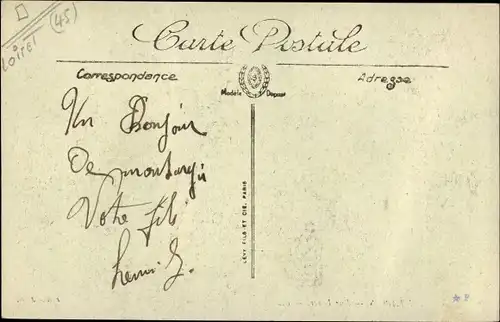 (45)
LOIRET
Carte Postale
Correspondance
Adresse
Modèle Déposé
Un Bonjour
De montargis
Votre fils
henri G.
LÉVY FILS ET CIE, PARIS